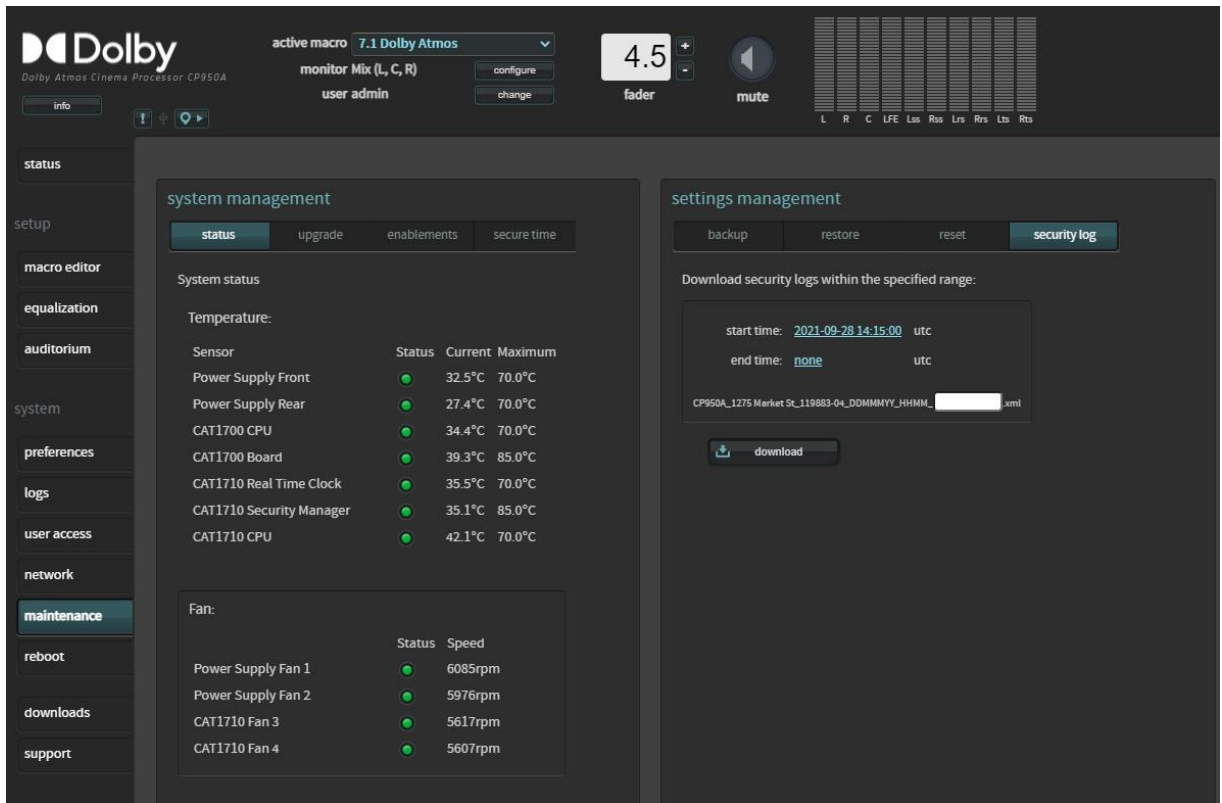 Dolby
Dolby Atmos Cinema Processor CP950A
info
active macro 7.1 Dolby Atmos
monitor Mix (L, C, R) configure
user admin change
4.5
+
-
fader
mute
L R C LFE Lss Rss Lrs Rrs Lts Rts
status
setup
macro editor
equalization
auditorium
system
preferences
logs
user access
network
maintenance
reboot
downloads
support
system management
status upgrade enablements secure time
System status
Temperature:
Sensor Status Current Maximum
Power Supply Front 32.5°C 70.0°C
Power Supply Rear 27.4°C 70.0°C
CAT1700 CPU 34.4°C 70.0°C
CAT1700 Board 39.3°C 85.0°C
CAT1710 Real Time Clock 35.5°C 70.0°C
CAT1710 Security Manager 35.1°C 85.0°C
CAT1710 CPU 42.1°C 70.0°C
Fan:
Status Speed
Power Supply Fan 1 6085rpm
Power Supply Fan 2 5976rpm
CAT1710 Fan 3 5617rpm
CAT1710 Fan 4 5607rpm
settings management
backup restore reset security log
Download security logs within the specified range:
start time: 2021-09-28 14:15:00 utc
end time: none utc
CP950A_1275 Market St_119883-04_DDMMMYY_HHMM_ .xml
download